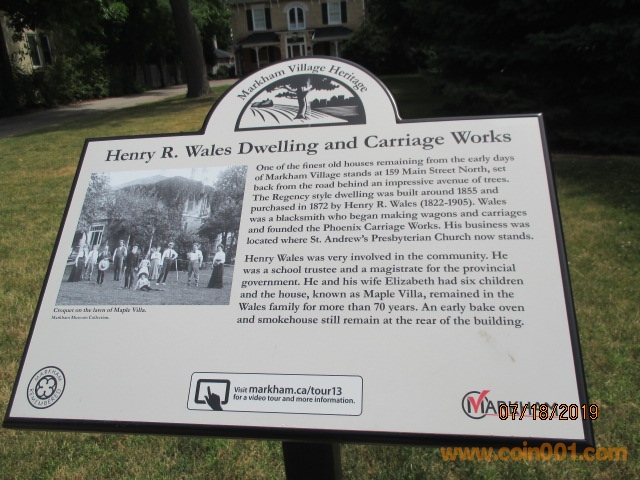 Markham Village Heritage
Henry R. Wales Dwelling and Carriage Works
One of the finest old houses remaining from the early days
of Markham Village stands at 159 Main Street North, set
back from the road behind an impressive avenue of trees.
The Regency style dwelling was built around 1855 and
purchased in 1872 by Henry R. Wales (1822-1905). Wales
was a blacksmith who began making wagons and carriages
and founded the Phoenix Carriage Works. His business was
located where St. Andrew's Presbyterian Church now stands.
Henry Wales was very involved in the community. He
was a school trustee and a magistrate for the provincial
government. He and his wife Elizabeth had six children
and the house, known as Maple Villa, remained in the
Wales family for more than 70 years. An early bake oven
and smokehouse still remain at the rear of the building.
Croquet on the lawn of Maple Villa.
Markham Museum Collection.
MARKHAM
REMEMBERED
Visit markham.ca/tour13
for a video tour and more information.
MARKHAM
07/18/2019
www.coin001.com